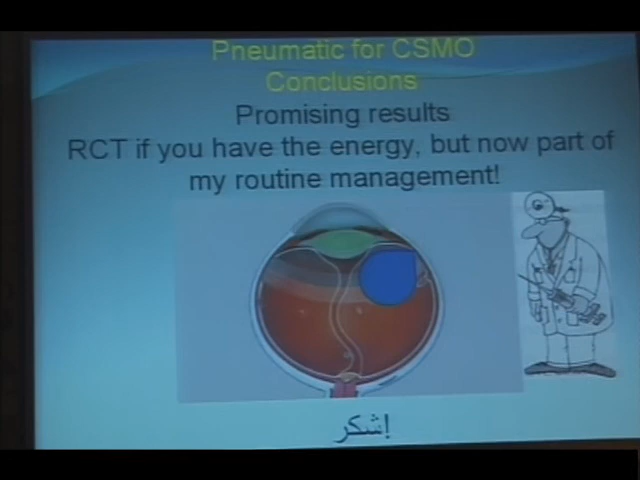 Pneumatic for CSMO
Conclusions
Promising results
RCT if you have the energy, but now part of
my routine management!
إشكر